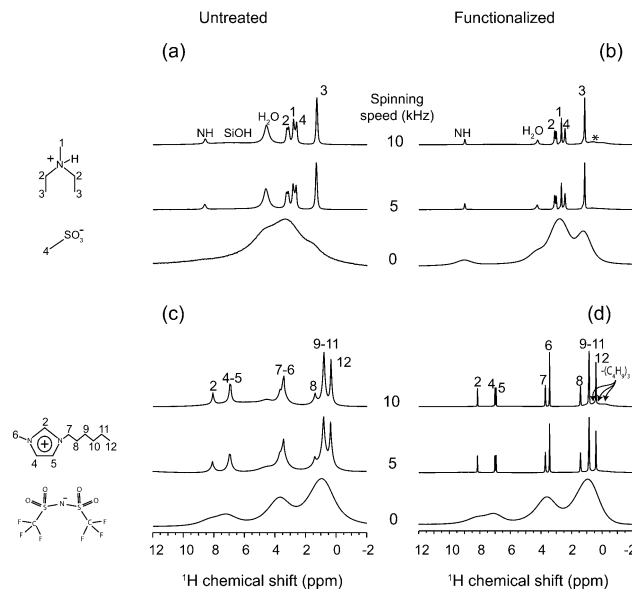 Untreated
Functionalized
(a)
(b)
3
3
Spinning
speed (kHz)
H2O
1
2
4
NH
SiOH
10
NH
H2O
1
2
4
*
1
+
N
H
2
2
3
3
5
4
SO3-
0
(c)
(d)
9-11
12
7-6
4-5
2
8
10
6
9-11
12
-(C4H9)3
2
4
-5
7
8
6
N
2
N
+
4
5
7
8
9
10
11
12
5
O
O
N-
O
O
S
S
C
C
F
F
F
F
F
F
0
12 10 8 6 4 2 0 -2
12 10 8 6 4 2 0 -2
1H chemical shift (ppm)
1H chemical shift (ppm)